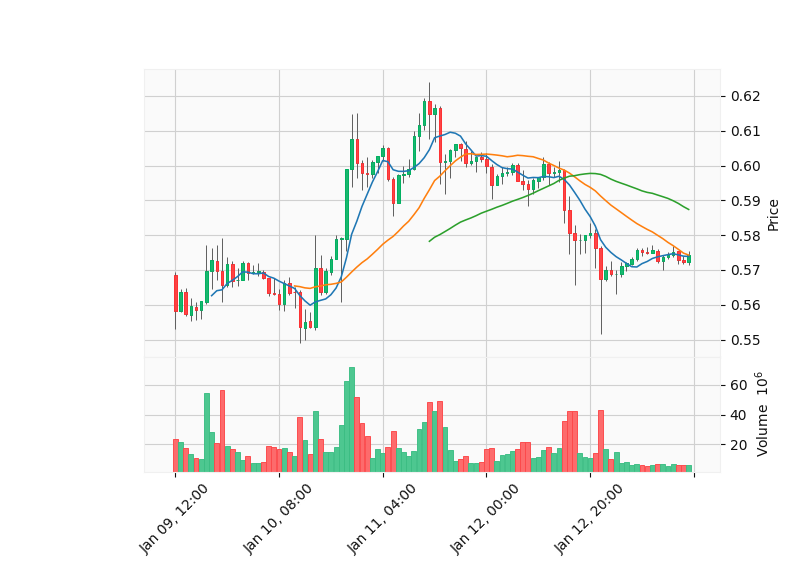 0.62
0.61
0.60
0.59
0.58
0.57
0.56
0.55
Price
60
40
20
Volume 10⁶
Jan 09, 12:00
Jan 10, 08:00
Jan 11, 04:00
Jan 12, 00:00
Jan 12, 20:00